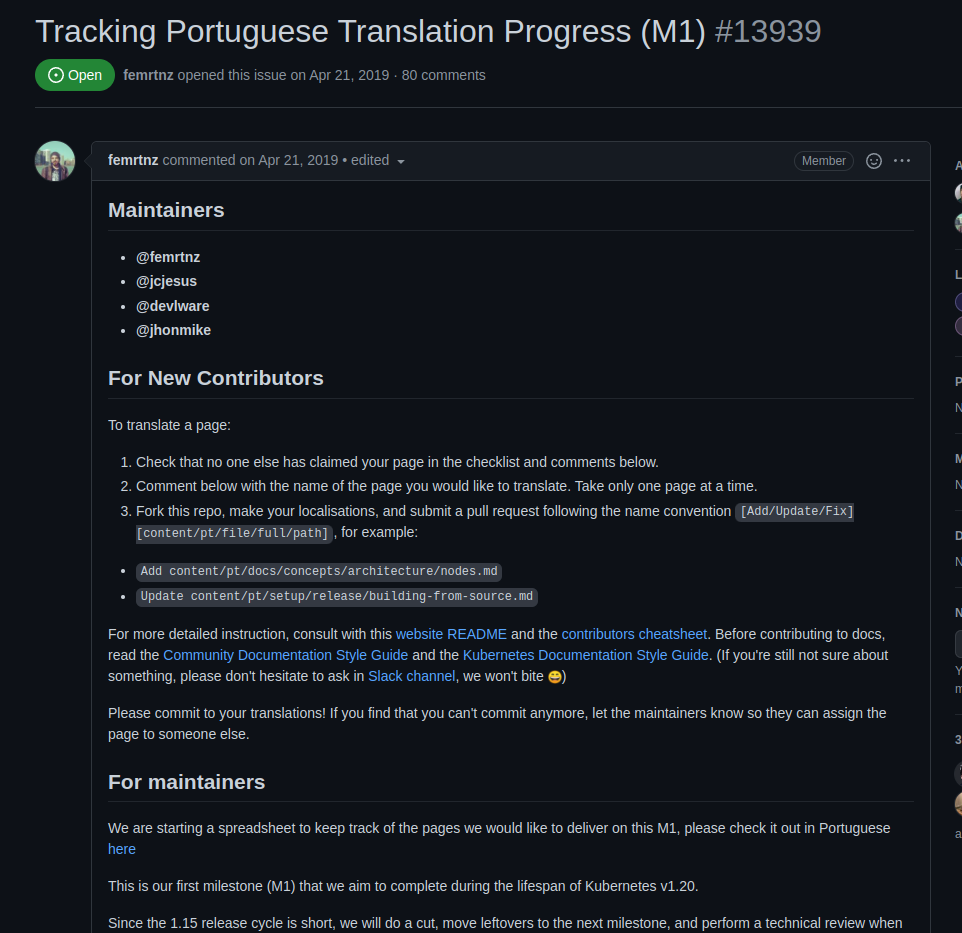 Tracking Portuguese Translation Progress (M1) #13939
Open femrtnz opened this issue on Apr 21, 2019 · 80 comments
femrtnz commented on Apr 21, 2019 • edited
Member
Maintainers
• @femrtnz
• @jcjesus
• @devlware
• @jhonmike
For New Contributors
To translate a page:
1. Check that no one else has claimed your page in the checklist and comments below.
2. Comment below with the name of the page you would like to translate. Take only one page at a time.
3. Fork this repo, make your localisations, and submit a pull request following the name convention [Add/Update/Fix]
[content/pt/file/full/path], for example:
• Add content/pt/docs/concepts/architecture/nodes.md
• Update content/pt/setup/release/building-from-source.md
For more detailed instruction, consult with this website README and the contributors cheatsheet. Before contributing to docs,
read the Community Documentation Style Guide and the Kubernetes Documentation Style Guide. (If you're still not sure about
something, please don't hesitate to ask in Slack channel, we won't bite 😄)
Please commit to your translations! If you find that you can't commit anymore, let the maintainers know so they can assign the
page to someone else.
For maintainers
We are starting a spreadsheet to keep track of the pages we would like to deliver on this M1, please check it out in Portuguese
here
This is our first milestone (M1) that we aim to complete during the lifespan of Kubernetes v1.20.
Since the 1.15 release cycle is short, we will do a cut, move leftovers to the next milestone, and perform a technical review when